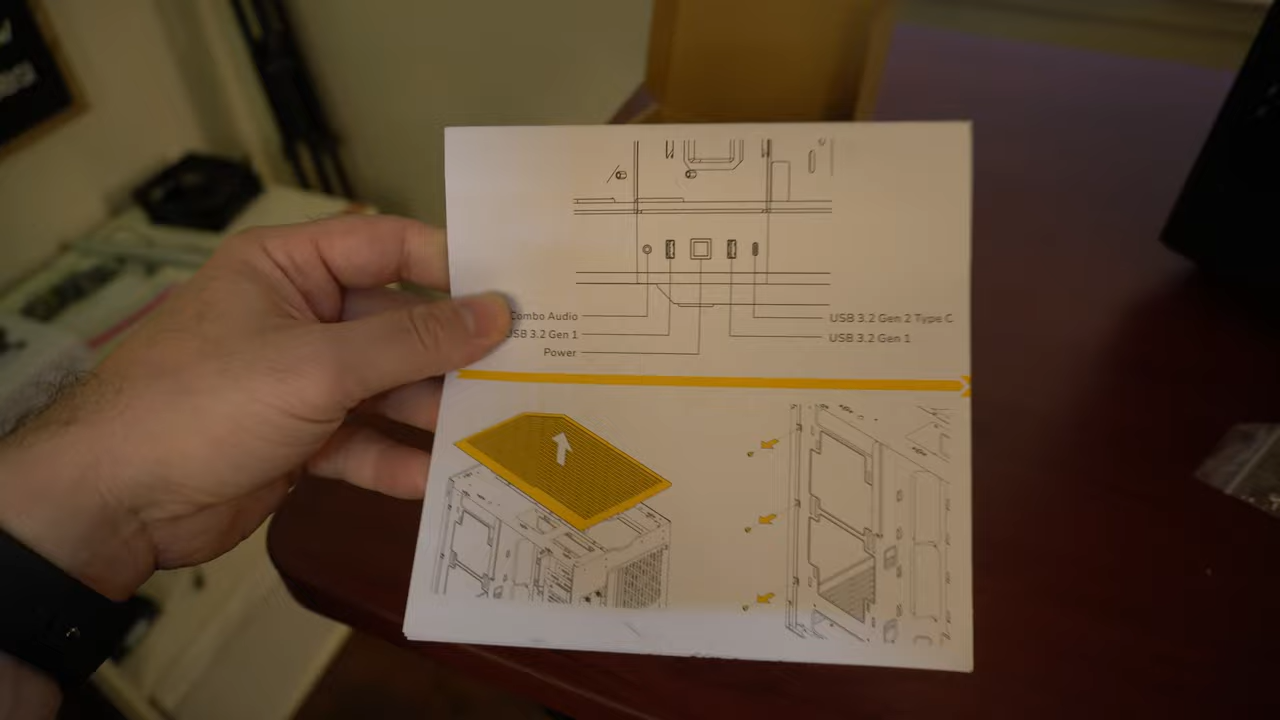 Combo Audio
USB 3.2 Gen 1
Power
USB 3.2 Gen 2 Type C
USB 3.2 Gen 1